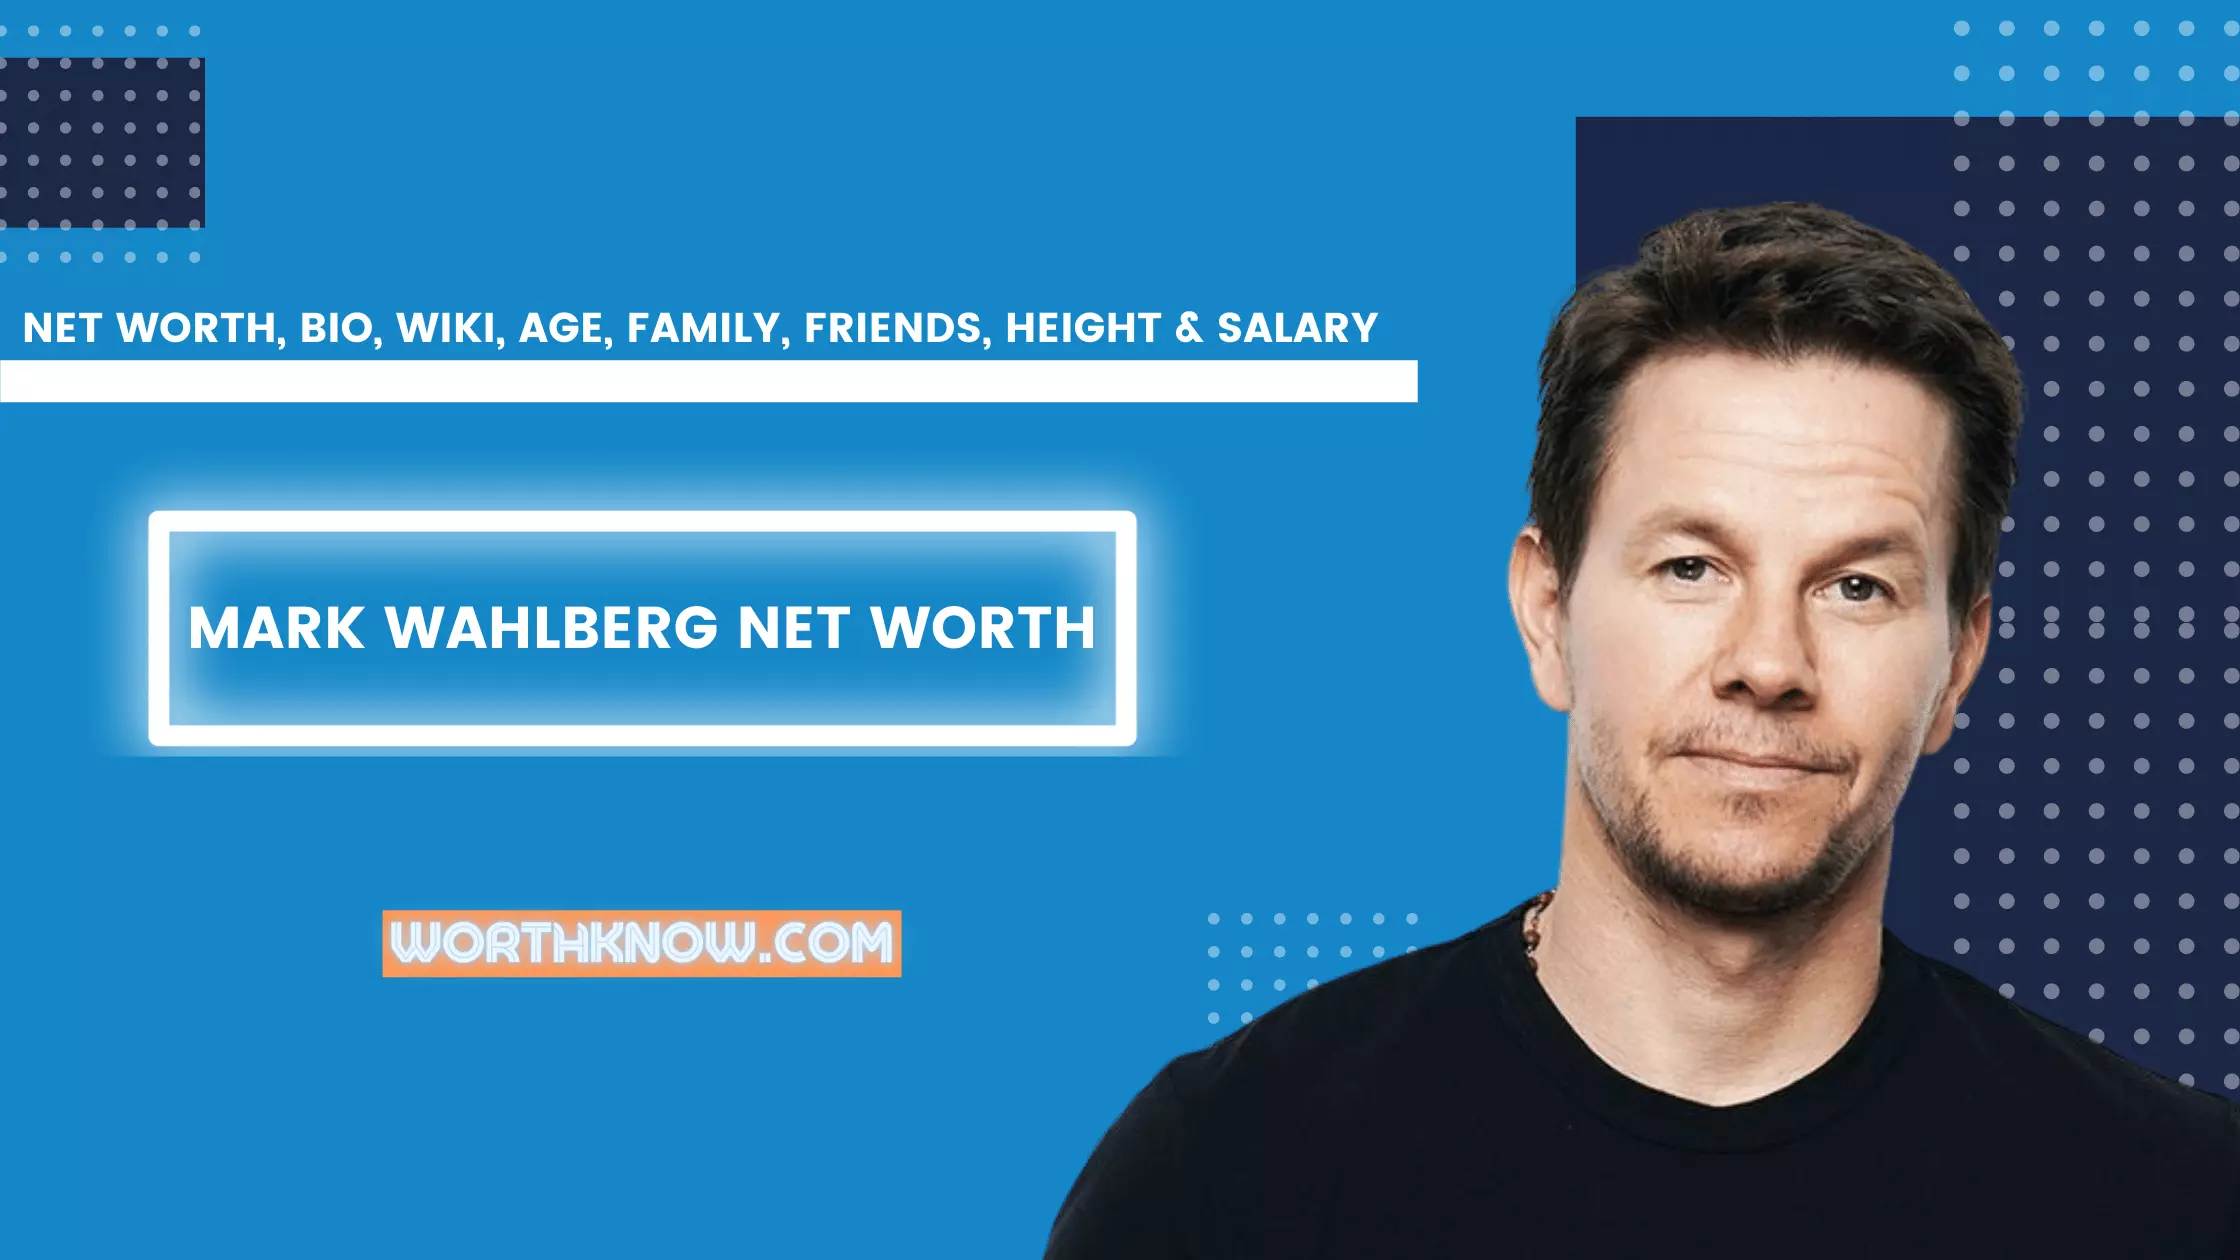 NET WORTH, BIO, WIKI, AGE, FAMILY, FRIENDS, HEIGHT & SALARY
MARK WAHLBERG NET WORTH
WORTHKNOW.COM